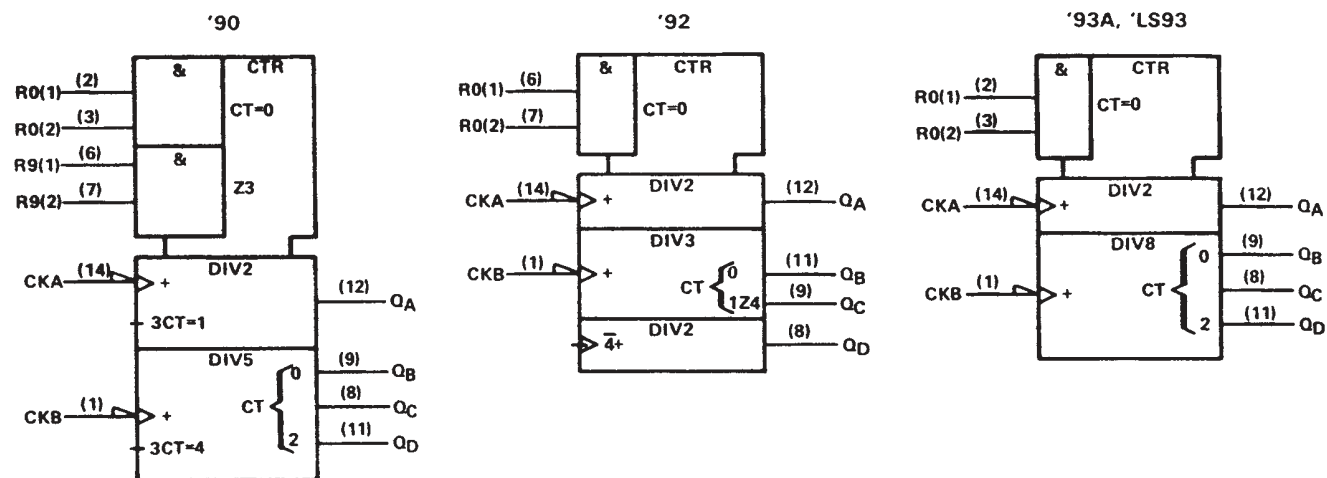 '90
& CTR
R0(1) (2)
CT=0
R0(2) (3)
R9(1) (6)
&
Z3
R9(2) (7)
DIV2
CKA (14) +
(12) QA
3CT=1
DIV5
0 (9) QB
CKB (1) + CT (8) QC
2 (11) QD
3CT=4
'92
& CTR
R0(1) (6)
CT=0
R0(2) (7)
DIV2
CKA (14) + (12) QA
DIV3
CKB (1) + 0 (11) QB
CT
1Z4 (9) QC
DIV2
4+ (8) QD
'93A, 'LS93
& CTR
R0(1) (2)
CT=0
R0(2) (3)
DIV2
CKA (14) + (12) QA
DIV8
0 (9) QB
CKB (1) + CT (8) QC
2 (11) QD